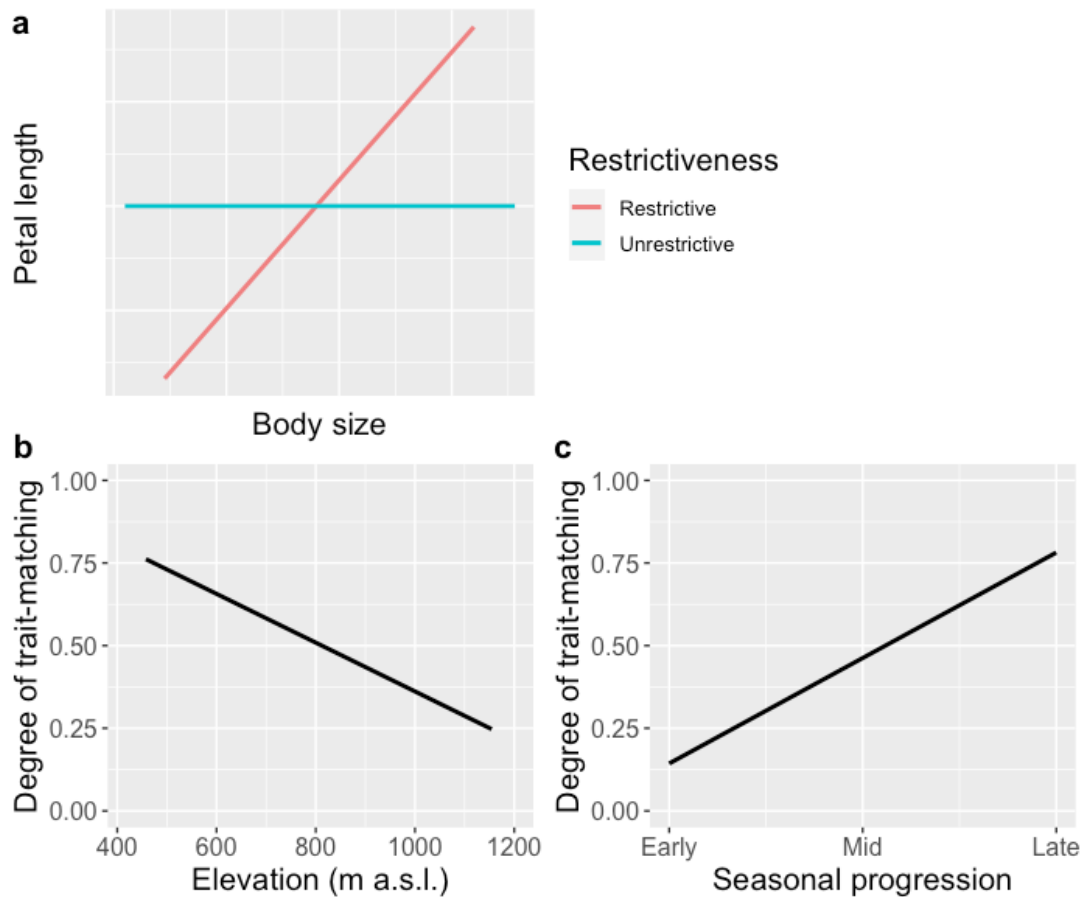 a
Petal length
Body size
Restrictiveness
Restrictive
Unrestrictive
b
Degree of trait-matching
1.00
0.75
0.50
0.25
0.00
400 600 800 1000 1200
Elevation (m a.s.l.)
c
Degree of trait-matching
1.00
0.75
0.50
0.25
0.00
Early Mid Late
Seasonal progression